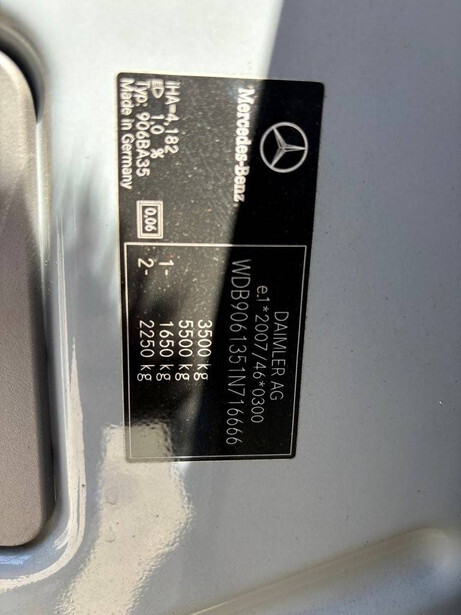 Mercedes-Benz
DAIMLER AG
e.1*2007/46*0300
WDB9061351N716666
3500 kg
5500 kg
1- 1650 kg
2- 2250 kg
iHA=4,182
ED 1,0 %
Typ: 906BA35
Made in Germany
0.06